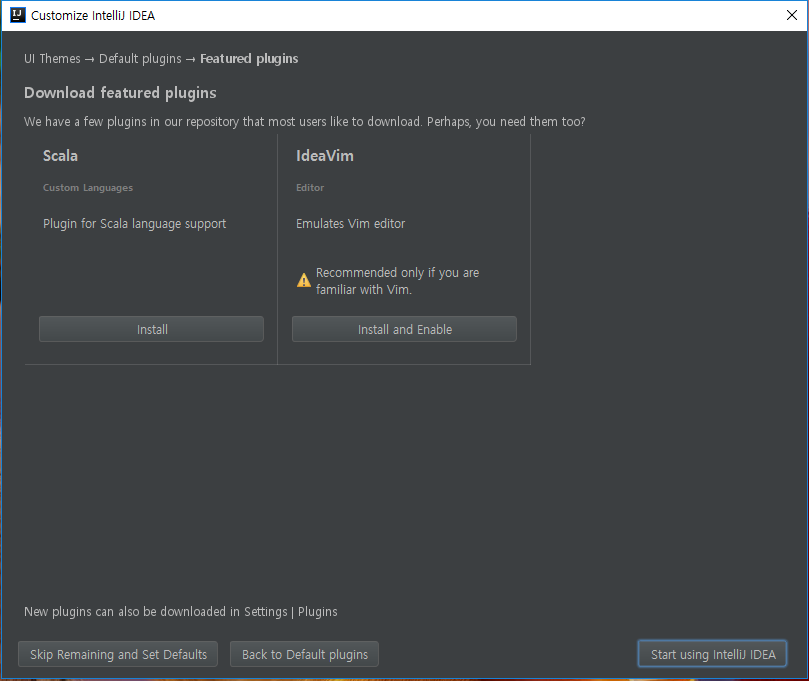 IJ
Customize IntelliJ IDEA
UI Themes → Default plugins → Featured plugins
Download featured plugins
We have a few plugins in our repository that most users like to download. Perhaps, you need them too?
Scala
Custom Languages
Plugin for Scala language support
Install
IdeaVim
Editor
Emulates Vim editor
Recommended only if you are
familiar with Vim.
Install and Enable
New plugins can also be downloaded in Settings | Plugins
Skip Remaining and Set Defaults
Back to Default plugins
Start using IntelliJ IDEA